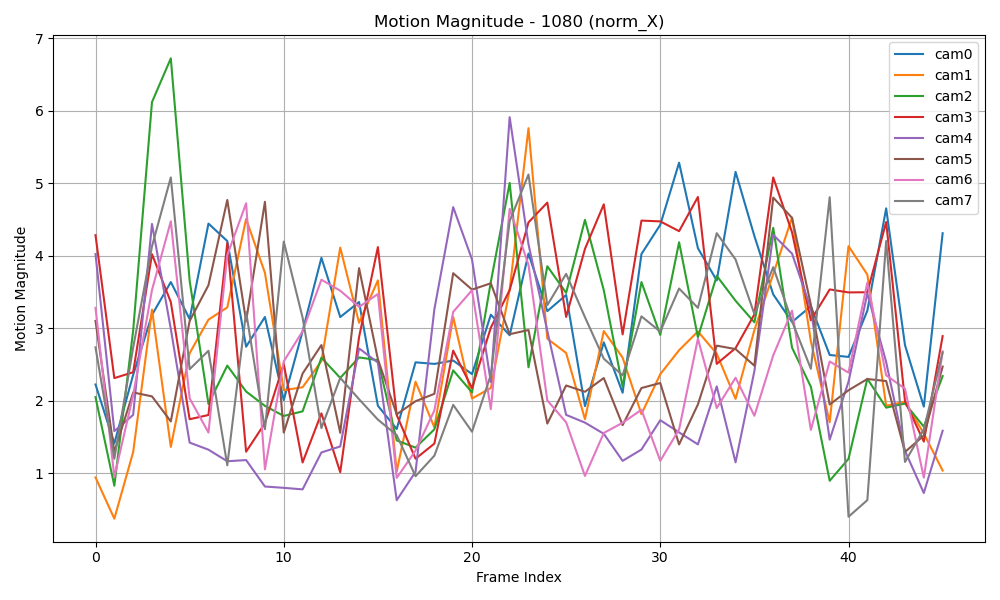 Motion Magnitude - 1080 (norm_X)
Motion Magnitude
7
6
5
4
3
2
1
0
10
20
30
40
Frame Index
cam0
cam1
cam2
cam3
cam4
cam5
cam6
cam7